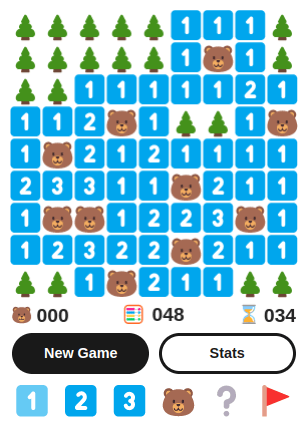 1 1 1
1 1
1 1 1 1 1 2 1
1 1 2 1 1
1 2 1 2 1 1 1
2 3 3 1 1 2 1 1
1 1 2 2 3 1
1 2 3 2 2 2 1 1
1 2 1 1
000 048 034
New Game Stats
1 2 3 ?